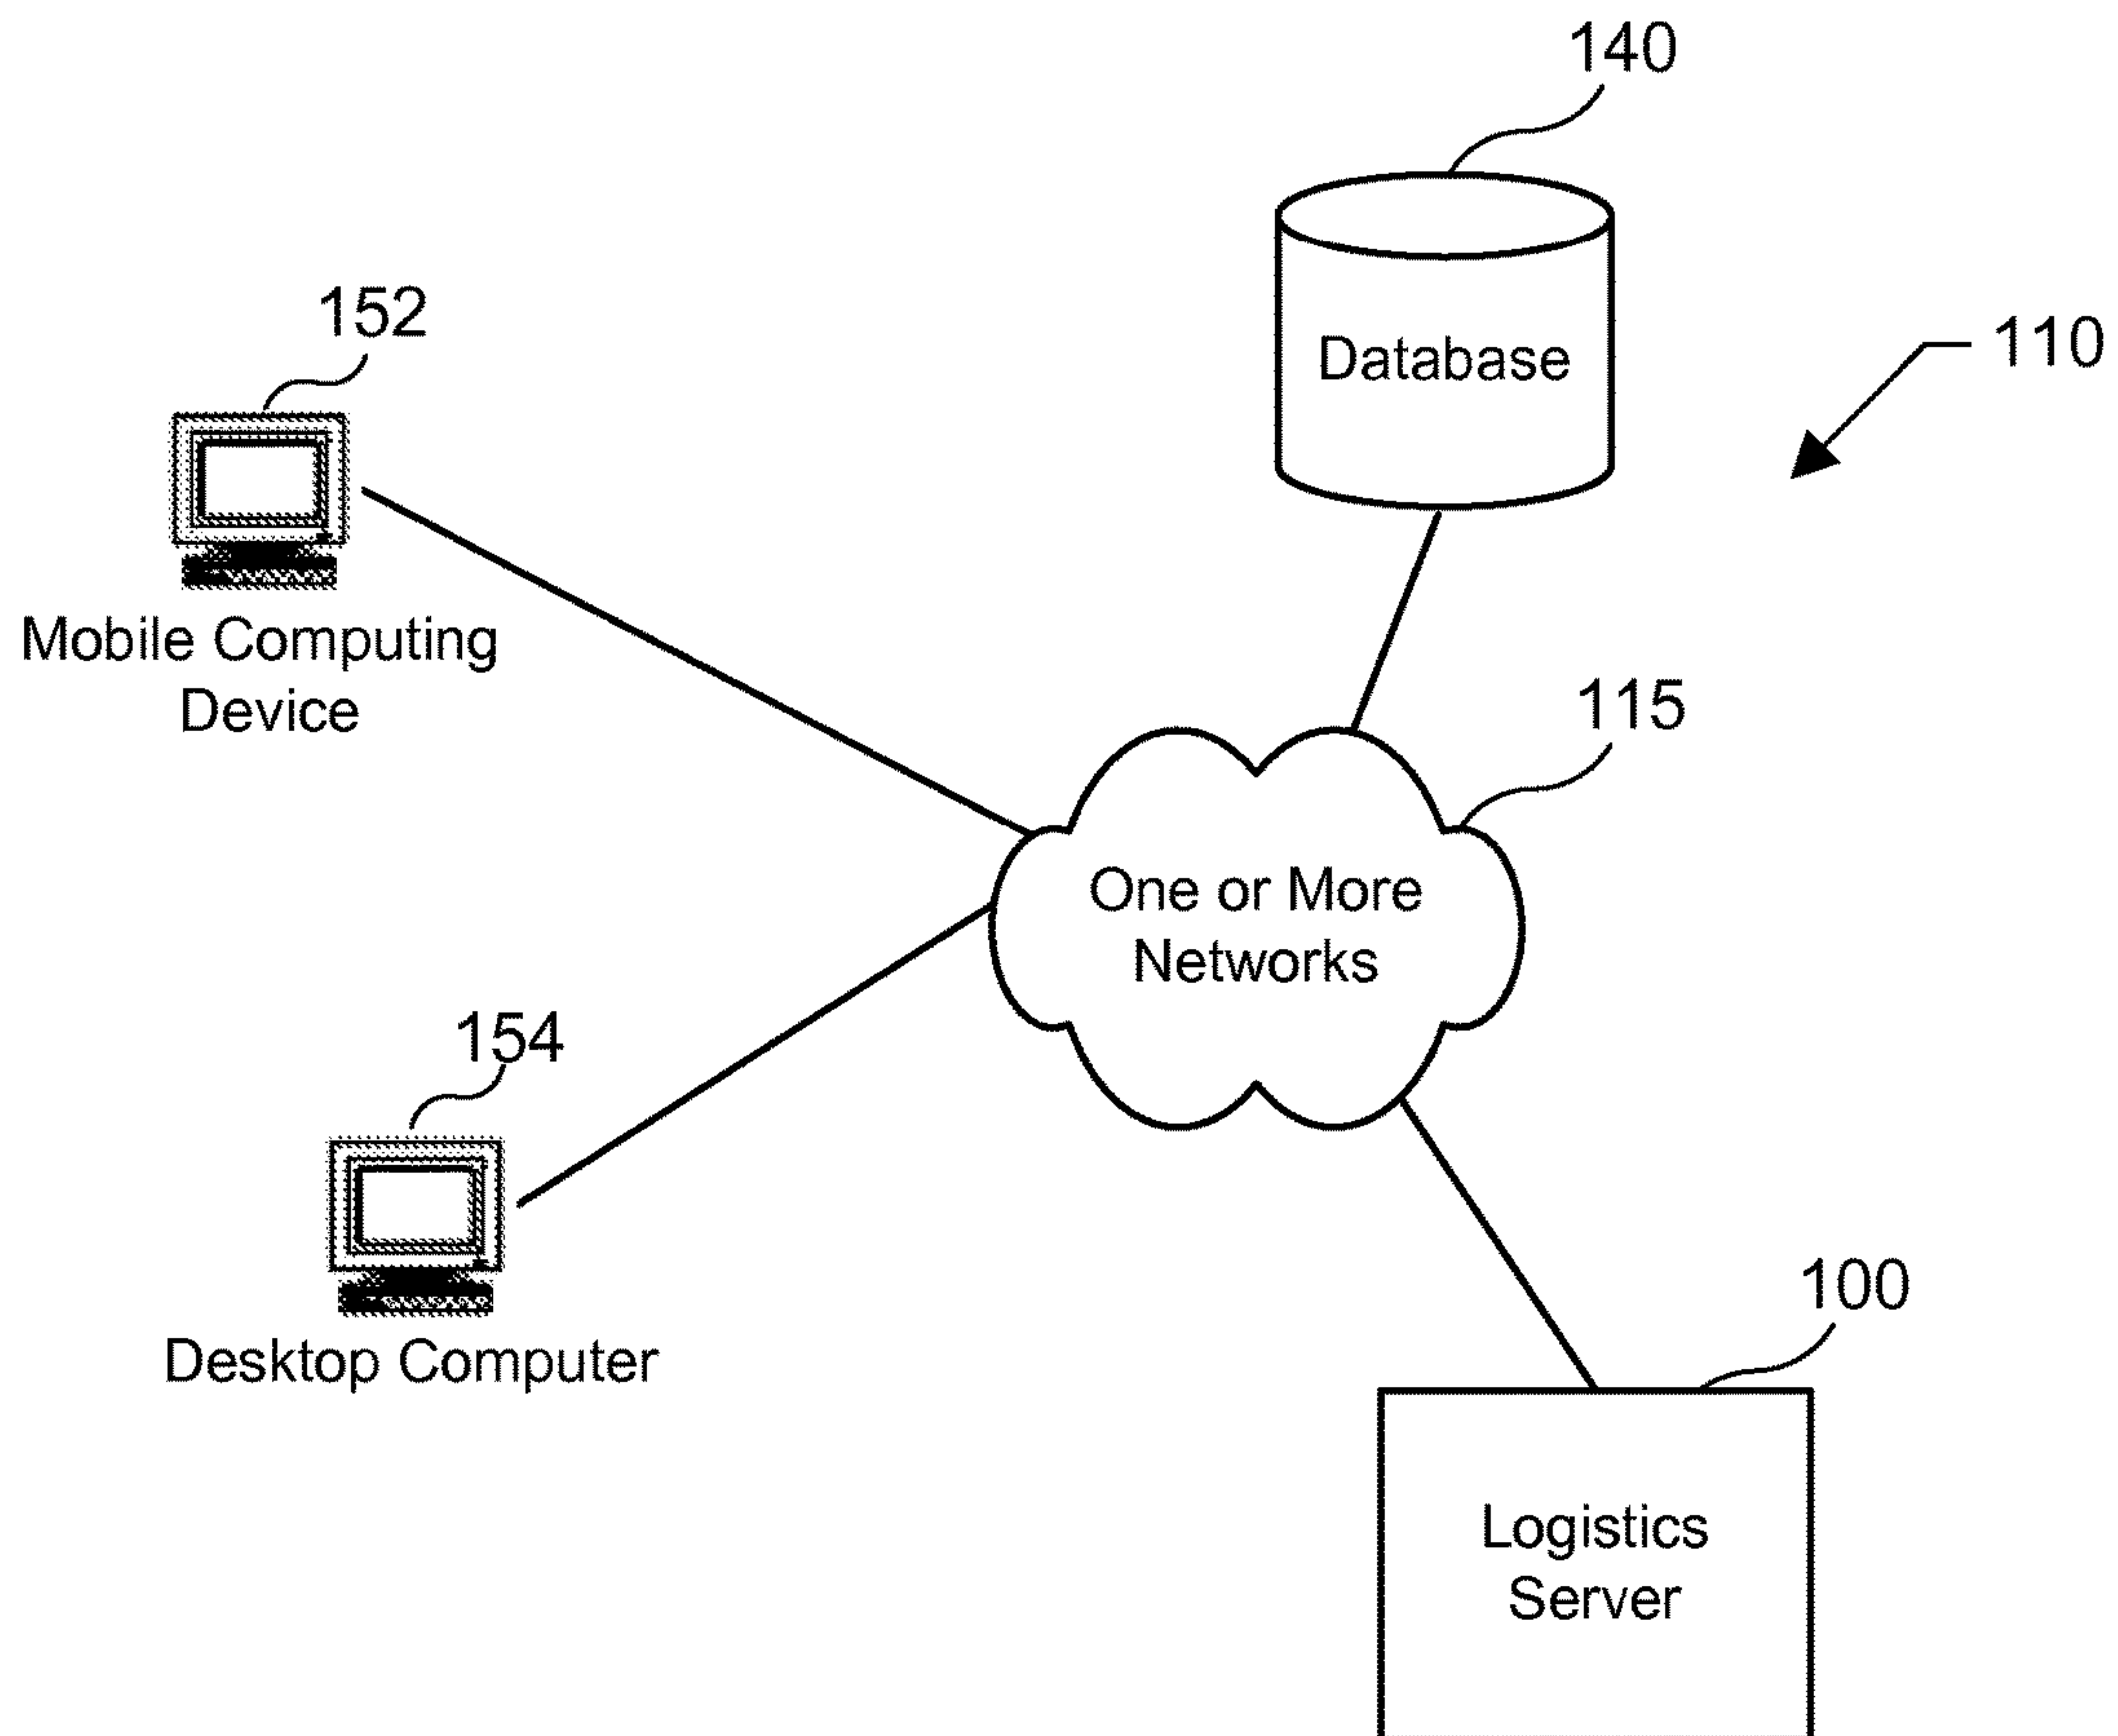 140
152
110
Database
Mobile Computing
Device
115
One or More
Networks
154
100
Desktop Computer
Logistics
Server